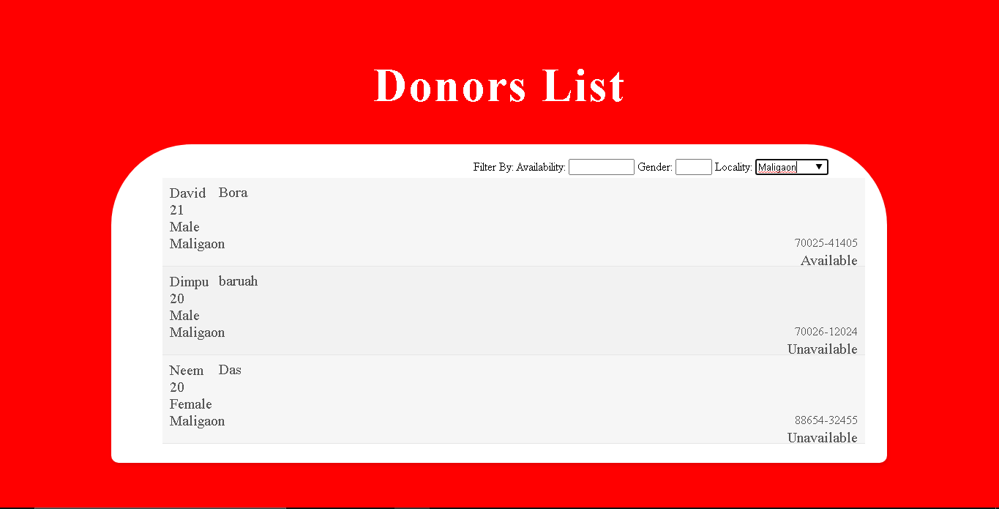 Donors List
Filter By: Availability: Gender: Locality: Maligaon
David Bora
21
Male
Maligaon 70025-41405
Available
Dimpu baruah
20
Male
Maligaon 70026-12024
Unavailable
Neem Das
20
Female
Maligaon 88654-32455
Unavailable